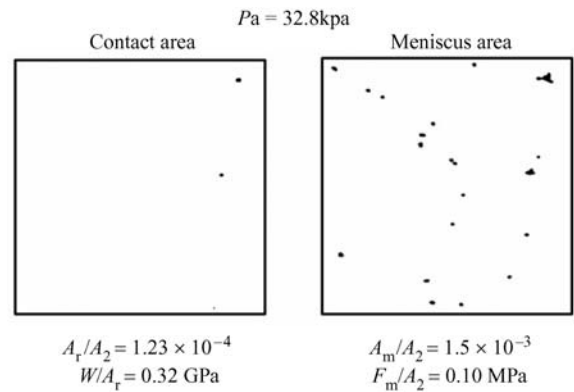 Pa = 32.8kpa
Contact area
Meniscus area
Ar/A2 = 1.23 × 10⁻⁴
W/Ar = 0.32 GPa
Am/A2 = 1.5 × 10⁻³
Fm/A2 = 0.10 MPa